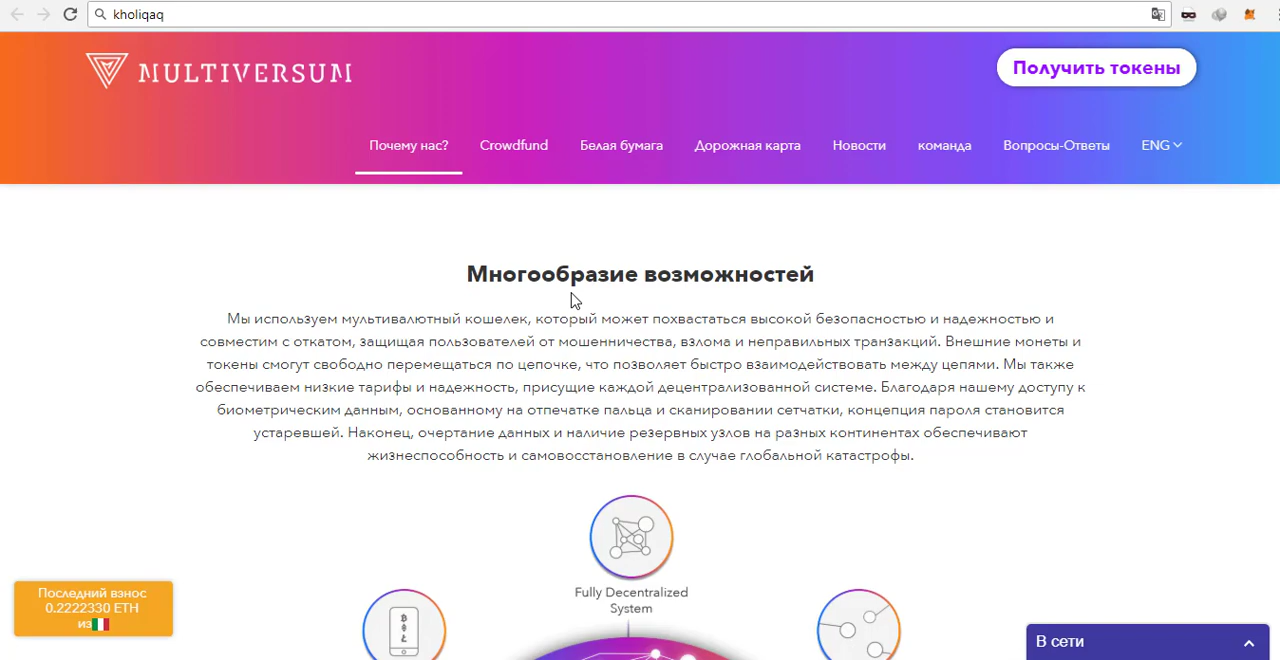 kholiqaq
MULTIVERSUM
Получить токены
Почему нас? Crowdfund Белая бумага Дорожная карта Новости команда Вопросы-Ответы ENG
Многообразие возможностей
Мы используем мультивалютный кошелек, который может похвастаться высокой безопасностью и надежностью и
совместим с откатом, защищая пользователей от мошенничества, взлома и неправильных транзакций. Внешние монеты и
токены смогут свободно перемещаться по цепочке, что позволяет быстро взаимодействовать между цепями. Мы также
обеспечиваем низкие тарифы и надежность, присущие каждой децентрализованной системе. Благодаря нашему доступу к
биометрическим данным, основанному на отпечатке пальца и сканировании сетчатки, концепция пароля становится
устаревшей. Наконец, очертание данных и наличие резервных узлов на разных континентах обеспечивают
жизнеспособность и самовосстановление в случае глобальной катастрофы.
Fully Decentralized
System
Последний взнос
0.2222330 ETH
из
В сети